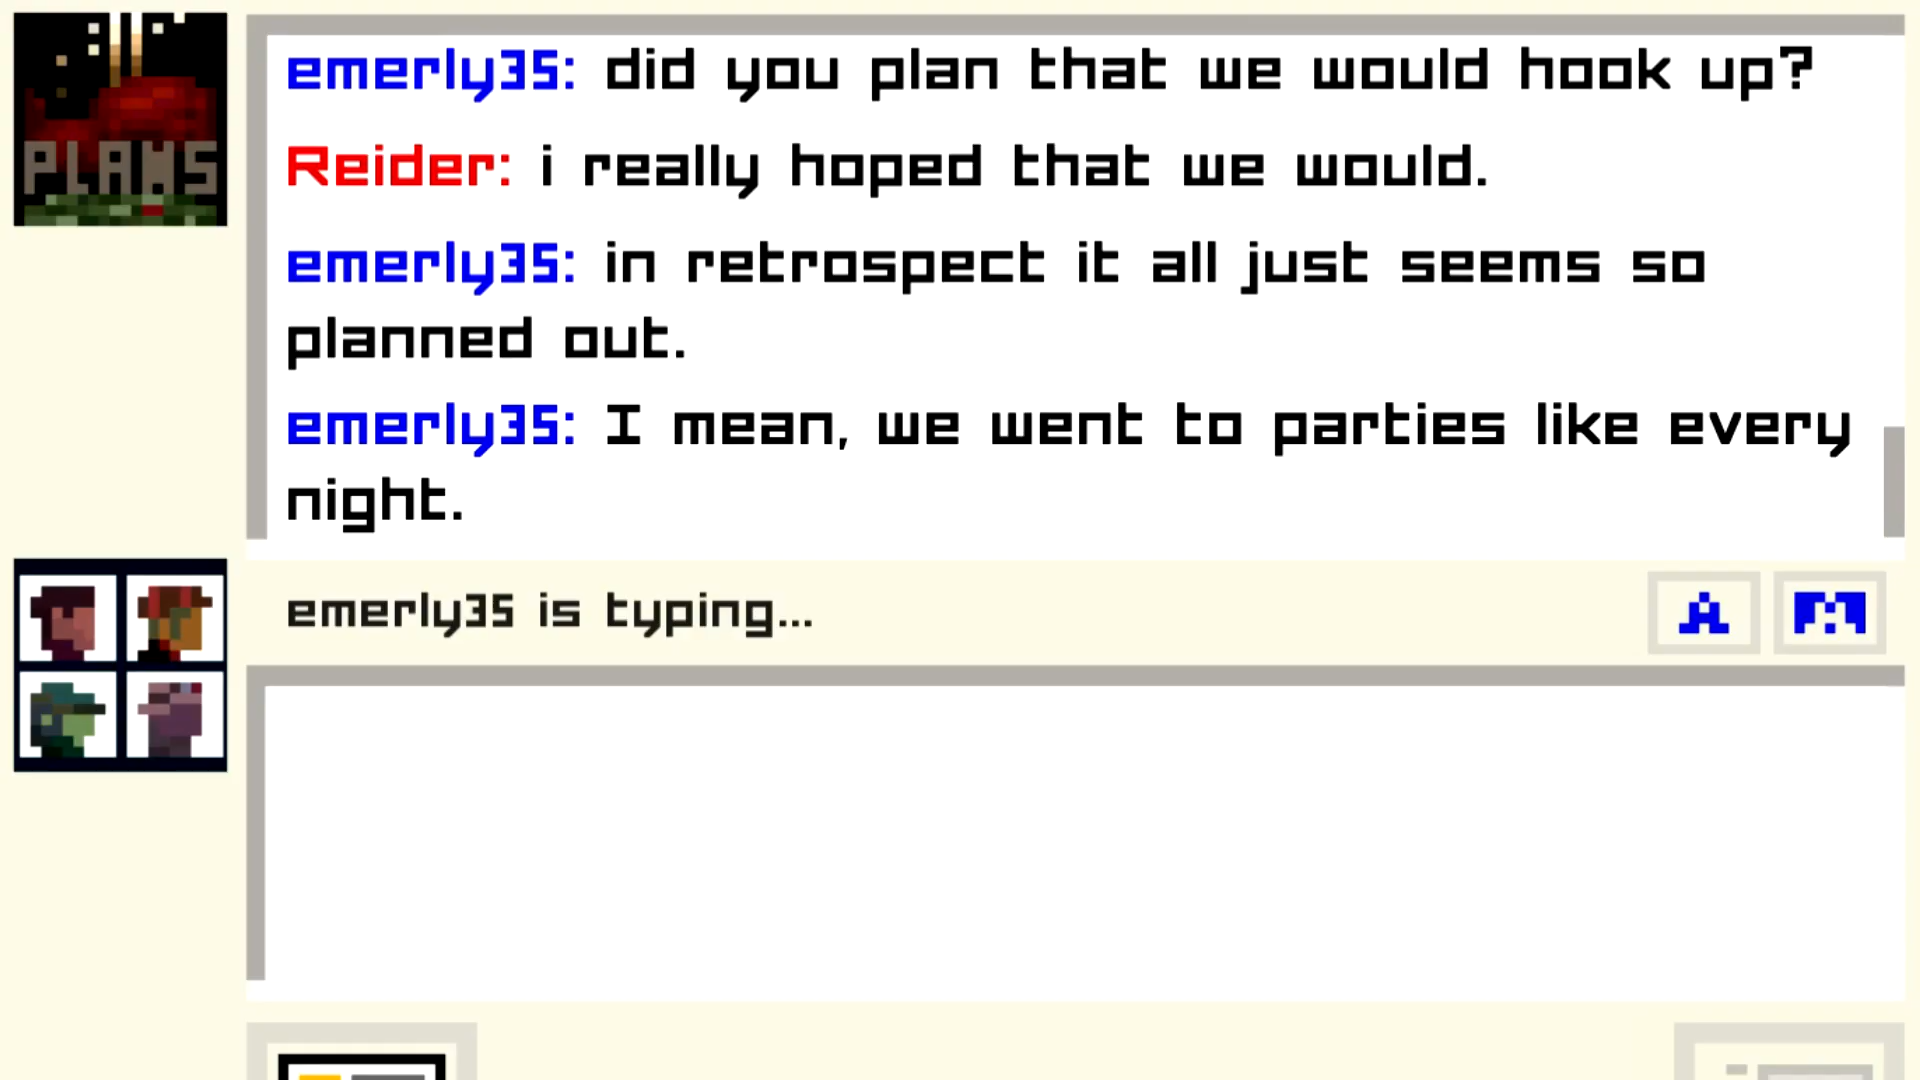 PLANS
emerly35: did you plan that we would hook up?
Reider: i really hoped that we would.
emerly35: in retrospect it all just seems so
planned out.
emerly35: I mean, we went to parties like every
night.
emerly35 is typing...
A